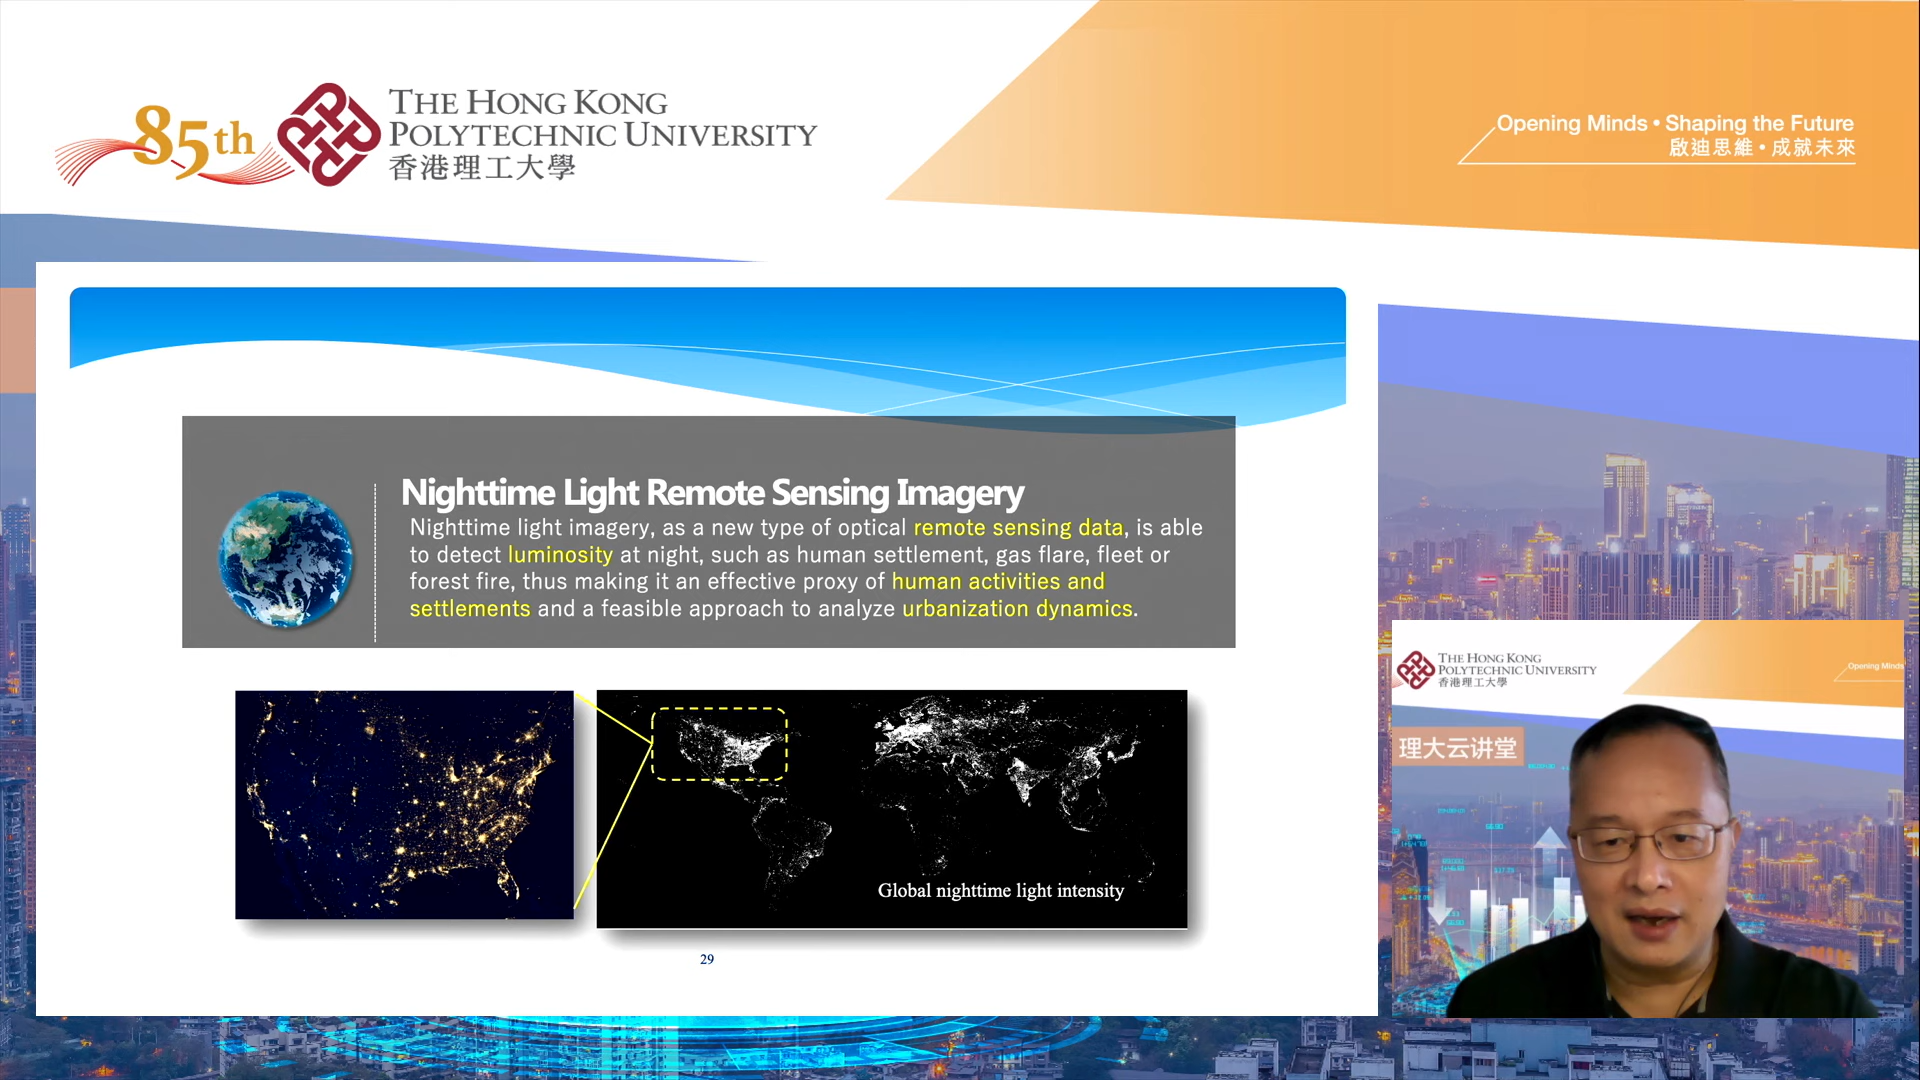 85th
THE HONG KONG
POLYTECHNIC UNIVERSITY
香港理工大學
Opening Minds • Shaping the Future
啟迪思維 • 成就未來
Nighttime Light Remote Sensing Imagery
Nighttime light imagery, as a new type of optical remote sensing data, is able
to detect luminosity at night, such as human settlement, gas flare, fleet or
forest fire, thus making it an effective proxy of human activities and
settlements and a feasible approach to analyze urbanization dynamics.
Global nighttime light intensity
29
THE HONG KONG
POLYTECHNIC UNIVERSITY
香港理工大學
Opening Minds
理大云讲堂